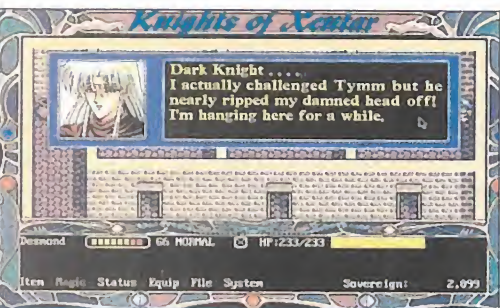 Knights of Xentar
Dark Knight .....
I actually challenged Tymm but he
nearly ripped my damned head off!
I'm hanging here for a while.
Desmond 66 NORMAL HP:233/233
Item Magic Status Equip File System Sovereign: 2,099